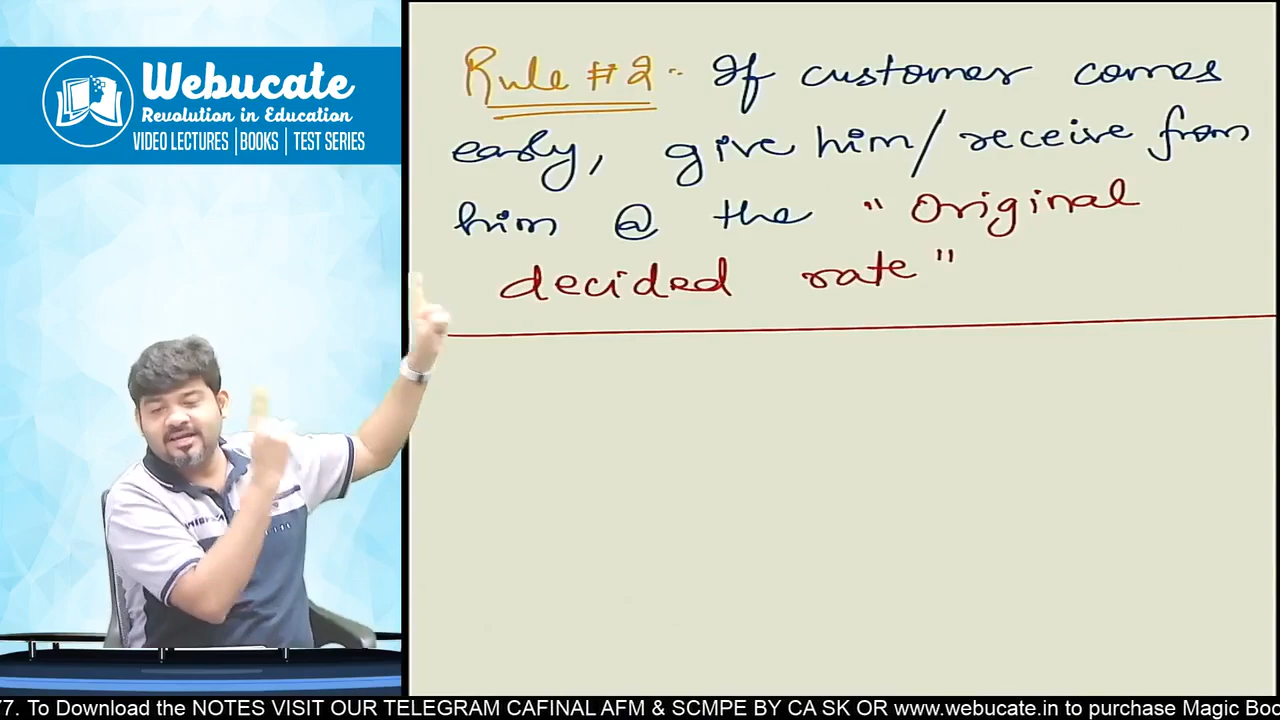 Webucate
Revolution in Education
VIDEO LECTURES | BOOKS | TEST SERIES
Rule #2:- If customer comes
early, give him/receive from
him @ the "Original
decided rate"
77. To Download the NOTES VISIT OUR TELEGRAM CAFINAL AFM & SCMPE BY CA SK OR www.webucate.in to purchase Magic Boo